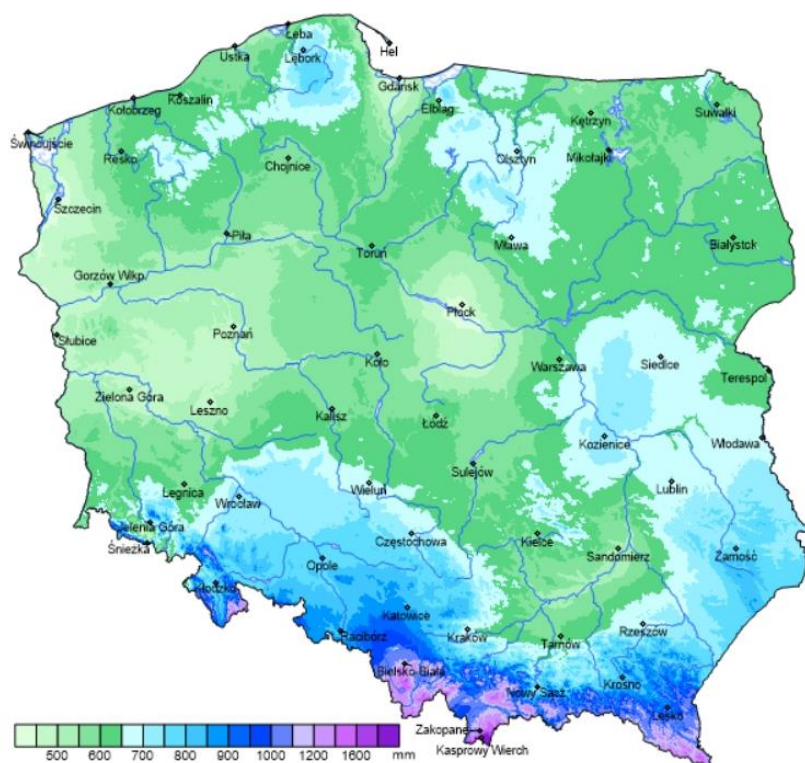 Łeba
Hel
Ustka
Lębork
Gdańsk
Koszalin
Kołobrzeg
Elbląg
Kętrzyn
Suwałki
Świnoujście
Resko
Chojnice
Olsztyn
Mikołajki
Szczecin
Piła
Toruń
Mława
Białystok
Gorzów Wlkp.
Płock
Słubice
Poznań
Koło
Warszawa
Siedlce
Terespol
Zielona Góra
Leszno
Kalisz
Łódź
Kozienice
Włodawa
Sulejów
Legnica
Wrocław
Wieluń
Lublin
Jelenia Góra
Śnieżka
Częstochowa
Kielce
Sandomierz
Zamość
Opole
Kłodzko
Katowice
Racibórz
Kraków
Tarnów
Rzeszów
Bielsko-Biała
Nowy Sącz
Krosno
Lesko
Zakopane
Kasprowy Wierch
500 600 700 800 900 1000 1200 1600 mm